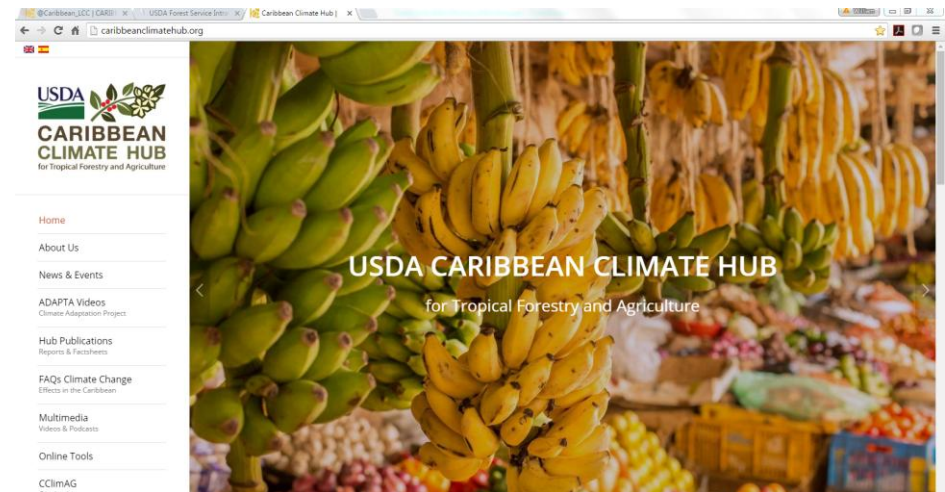 @Caribbean_LCC | CARIB
USDA Forest Service Intr
Caribbean Climate Hub |
caribbeanclimatehub.org
USDA
CARIBBEAN
CLIMATE HUB
for Tropical Forestry and Agriculture
Home
About Us
News & Events
ADAPTA Videos
Climate Adaptation Project
Hub Publications
Reports & Factsheets
FAQs Climate Change
Effects in the Caribbean
Multimedia
Videos & Podcasts
Online Tools
CClimAG
USDA CARIBBEAN CLIMATE HUB
for Tropical Forestry and Agriculture